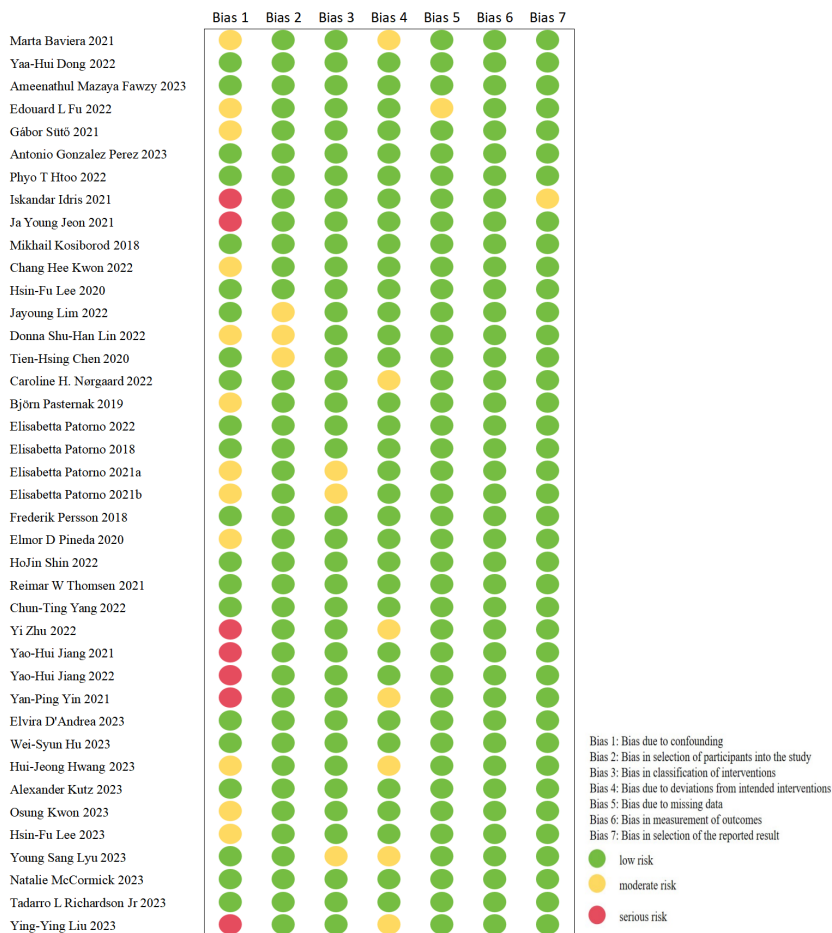 Bias 1 Bias 2 Bias 3 Bias 4 Bias 5 Bias 6 Bias 7
Marta Baviera 2021
Yaa-Hui Dong 2022
Ameenathul Mazaya Fawzy 2023
Edouard L Fu 2022
Gábor Sütő 2021
Antonio Gonzalez Perez 2023
Phyo T Htoo 2022
Iskandar Idris 2021
Ja Young Jeon 2021
Mikhail Kosiborod 2018
Chang Hee Kwon 2022
Hsin-Fu Lee 2020
Jayoung Lim 2022
Donna Shu-Han Lin 2022
Tien-Hsing Chen 2020
Caroline H. Nørgaard 2022
Björn Pasternak 2019
Elisabetta Patorno 2022
Elisabetta Patorno 2018
Elisabetta Patorno 2021a
Elisabetta Patorno 2021b
Frederik Persson 2018
Elmor D Pineda 2020
HoJin Shin 2022
Reimar W Thomsen 2021
Chun-Ting Yang 2022
Yi Zhu 2022
Yao-Hui Jiang 2021
Yao-Hui Jiang 2022
Yan-Ping Yin 2021
Elvira D'Andrea 2023
Wei-Syun Hu 2023
Hui-Jeong Hwang 2023
Alexander Kutz 2023
Osung Kwon 2023
Hsin-Fu Lee 2023
Young Sang Lyu 2023
Natalie McCormick 2023
Tadarro L Richardson Jr 2023
Ying-Ying Liu 2023
Bias 1: Bias due to confounding
Bias 2: Bias in selection of participants into the study
Bias 3: Bias in classification of interventions
Bias 4: Bias due to deviations from intended interventions
Bias 5: Bias due to missing data
Bias 6: Bias in measurement of outcomes
Bias 7: Bias in selection of the reported result
low risk
moderate risk
serious risk